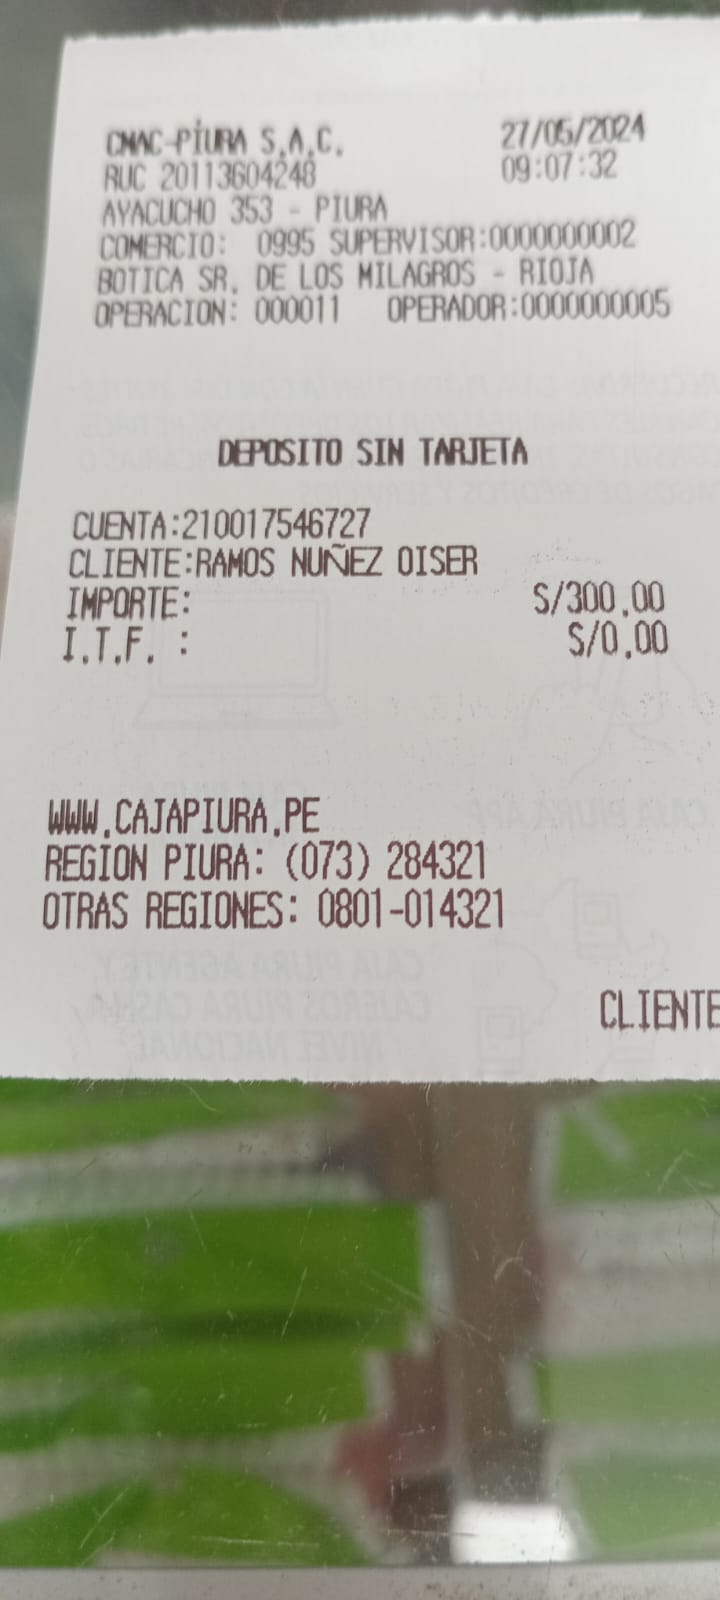 CMAC-PIURA S.A.C. 27/05/2024
RUC 20113604248 09:07:32
AYACUCHO 353 - PIURA
COMERCIO: 0995 SUPERVISOR:0000000002
BOTICA SR. DE LOS MILAGROS - RIOJA
OPERACION: 000011 OPERADOR:0000000005
DEPOSITO SIN TARJETA
CUENTA:210017546727
CLIENTE:RAMOS NUÑEZ OISER
IMPORTE: S/300.00
I.T.F. : S/0.00
WWW.CAJAPIURA.PE
REGION PIURA: (073) 284321
OTRAS REGIONES: 0801-014321
CLIENTE